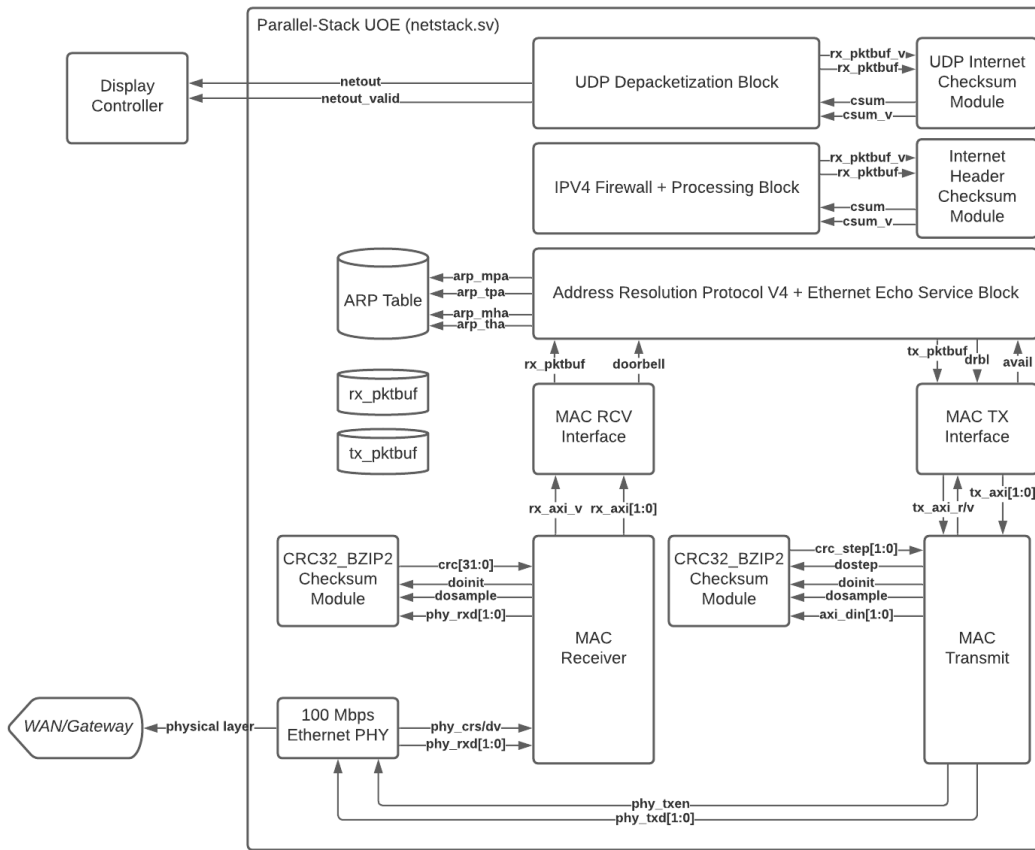 Parallel-Stack UOE (netstack.sv)
Display
Controller
netout
netout_valid
UDP Depacketization Block
rx_pktbuf_v
rx_pktbuf
csum
csum_v
UDP Internet
Checksum
Module
IPV4 Firewall + Processing Block
rx_pktbuf_v
rx_pktbuf
csum
csum_v
Internet
Header
Checksum
Module
ARP Table
arp_mpa
arp_tpa
arp_mha
arp_tha
Address Resolution Protocol V4 + Ethernet Echo Service Block
rx_pktbuf
doorbell
tx_pktbuf
drbl
avail
rx_pktbuf
tx_pktbuf
MAC RCV
Interface
MAC TX
Interface
rx_axi_v
rx_axi[1:0]
tx_axi[1:0]
tx_axi_r/v
CRC32_BZIP2
Checksum
Module
crc[31:0]
doinit
dosample
phy_rxd[1:0]
MAC
Receiver
CRC32_BZIP2
Checksum
Module
crc_step[1:0]
dostep
doinit
dosample
axi_din[1:0]
MAC
Transmit
WAN/Gateway
physical layer
100 Mbps
Ethernet PHY
phy_crs/dv
phy_rxd[1:0]
phy_txen
phy_txd[1:0]